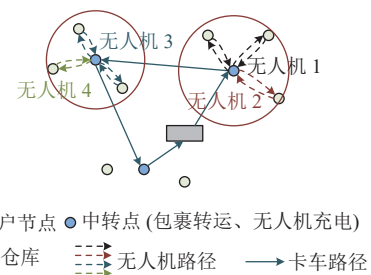 无人机 3
无人机 1
无人机 2
无人机 4
户节点 中转点 (包裹转运、无人机充电)
仓库 无人机路径 卡车路径